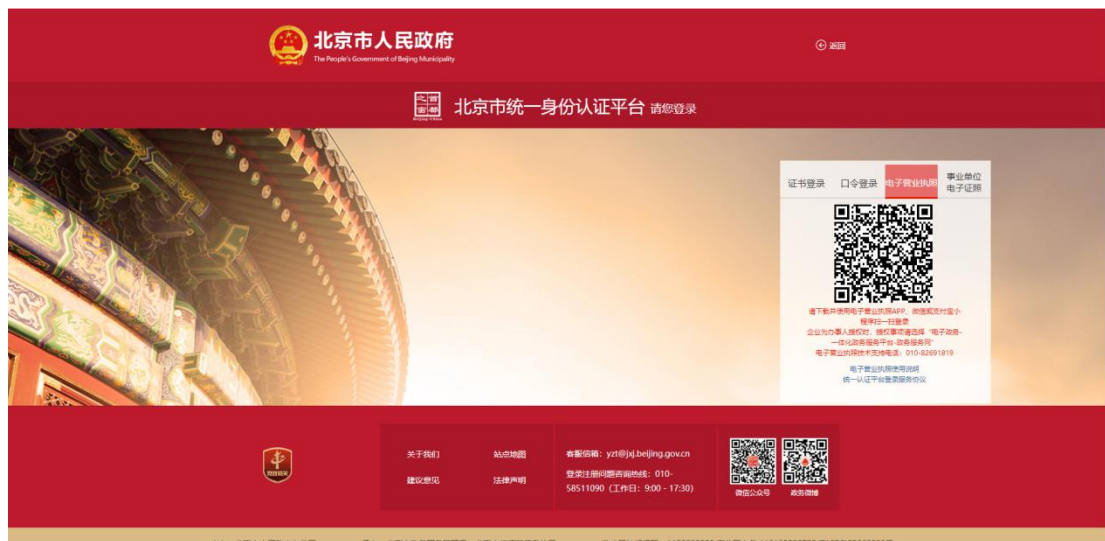 北京市人民政府
The People's Government of Beijing Municipality
返回
首都之窗
Beijing-China
北京市统一身份认证平台 请您登录
证书登录 口令登录 电子营业执照 事业单位
电子证照
请下载并使用电子营业执照APP、微信或支付宝小
程序扫一扫登录
企业为办事人授权时，授权事项请选择“电子政务-
一体化政务服务平台-政务服务网”
电子营业执照技术支持电话：010-82691819
电子营业执照使用说明
统一认证平台登录服务协议
党政机关
关于我们 站点地图
建议意见 法律声明
客服信箱：yzt@jxj.beijing.gov.cn
登录注册问题咨询热线：010-
58511090（工作日：9:00 - 17:30）
微信公众号 政务微博